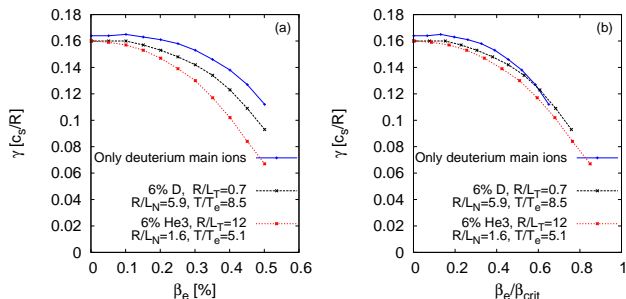 (a)
0.18
0.16
0.14
0.12
0.1
0.08
0.06
0.04
0.02
0
γ [c_s/R]
Only deuterium main ions
6% D, R/L_T=0.7
R/L_N=5.9, T/T_e=8.5
6% He3, R/L_T=12
R/L_N=1.6, T/T_e=5.1
0 0.1 0.2 0.3 0.4 0.5 0.6
β_e [%]
(b)
0.18
0.16
0.14
0.12
0.1
0.08
0.06
0.04
0.02
0
γ [c_s/R]
Only deuterium main ions
6% D, R/L_T=0.7
R/L_N=5.9, T/T_e=8.5
6% He3, R/L_T=12
R/L_N=1.6, T/T_e=5.1
0 0.2 0.4 0.6 0.8 1
β_e/β_crit